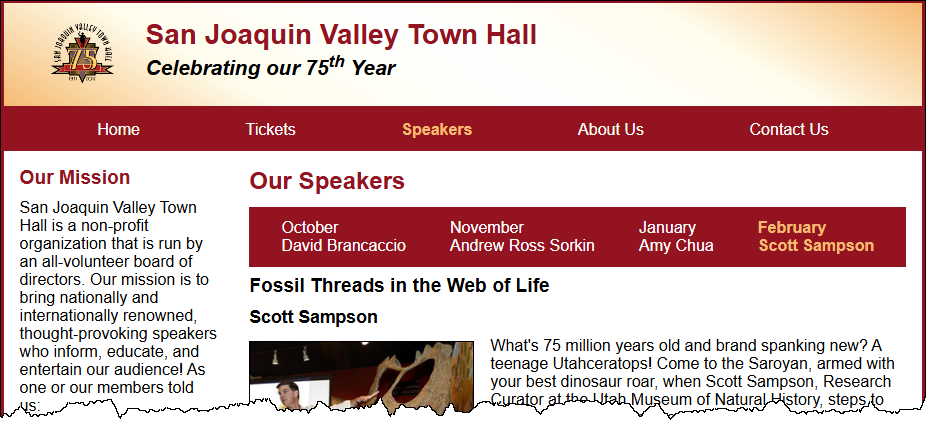 SAN JOAQUIN VALLEY TOWN HALL
75
San Joaquin Valley Town Hall
Celebrating our 75th Year
Home Tickets Speakers About Us Contact Us
Our Mission
San Joaquin Valley Town
Hall is a non-profit
organization that is run by
an all-volunteer board of
directors. Our mission is to
bring nationally and
internationally renowned,
thought-provoking speakers
who inform, educate, and
entertain our audience! As
one or our members told
us:
Our Speakers
October November January February
David Brancaccio Andrew Ross Sorkin Amy Chua Scott Sampson
Fossil Threads in the Web of Life
Scott Sampson
What's 75 million years old and brand spanking new? A
teenage Utahceratops! Come to the Saroyan, armed with
your best dinosaur roar, when Scott Sampson, Research
Curator at the Utah Museum of Natural History, steps to